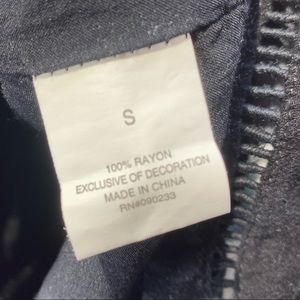 S
100% RAYON
EXCLUSIVE OF DECORATION
MADE IN CHINA
RN#090233